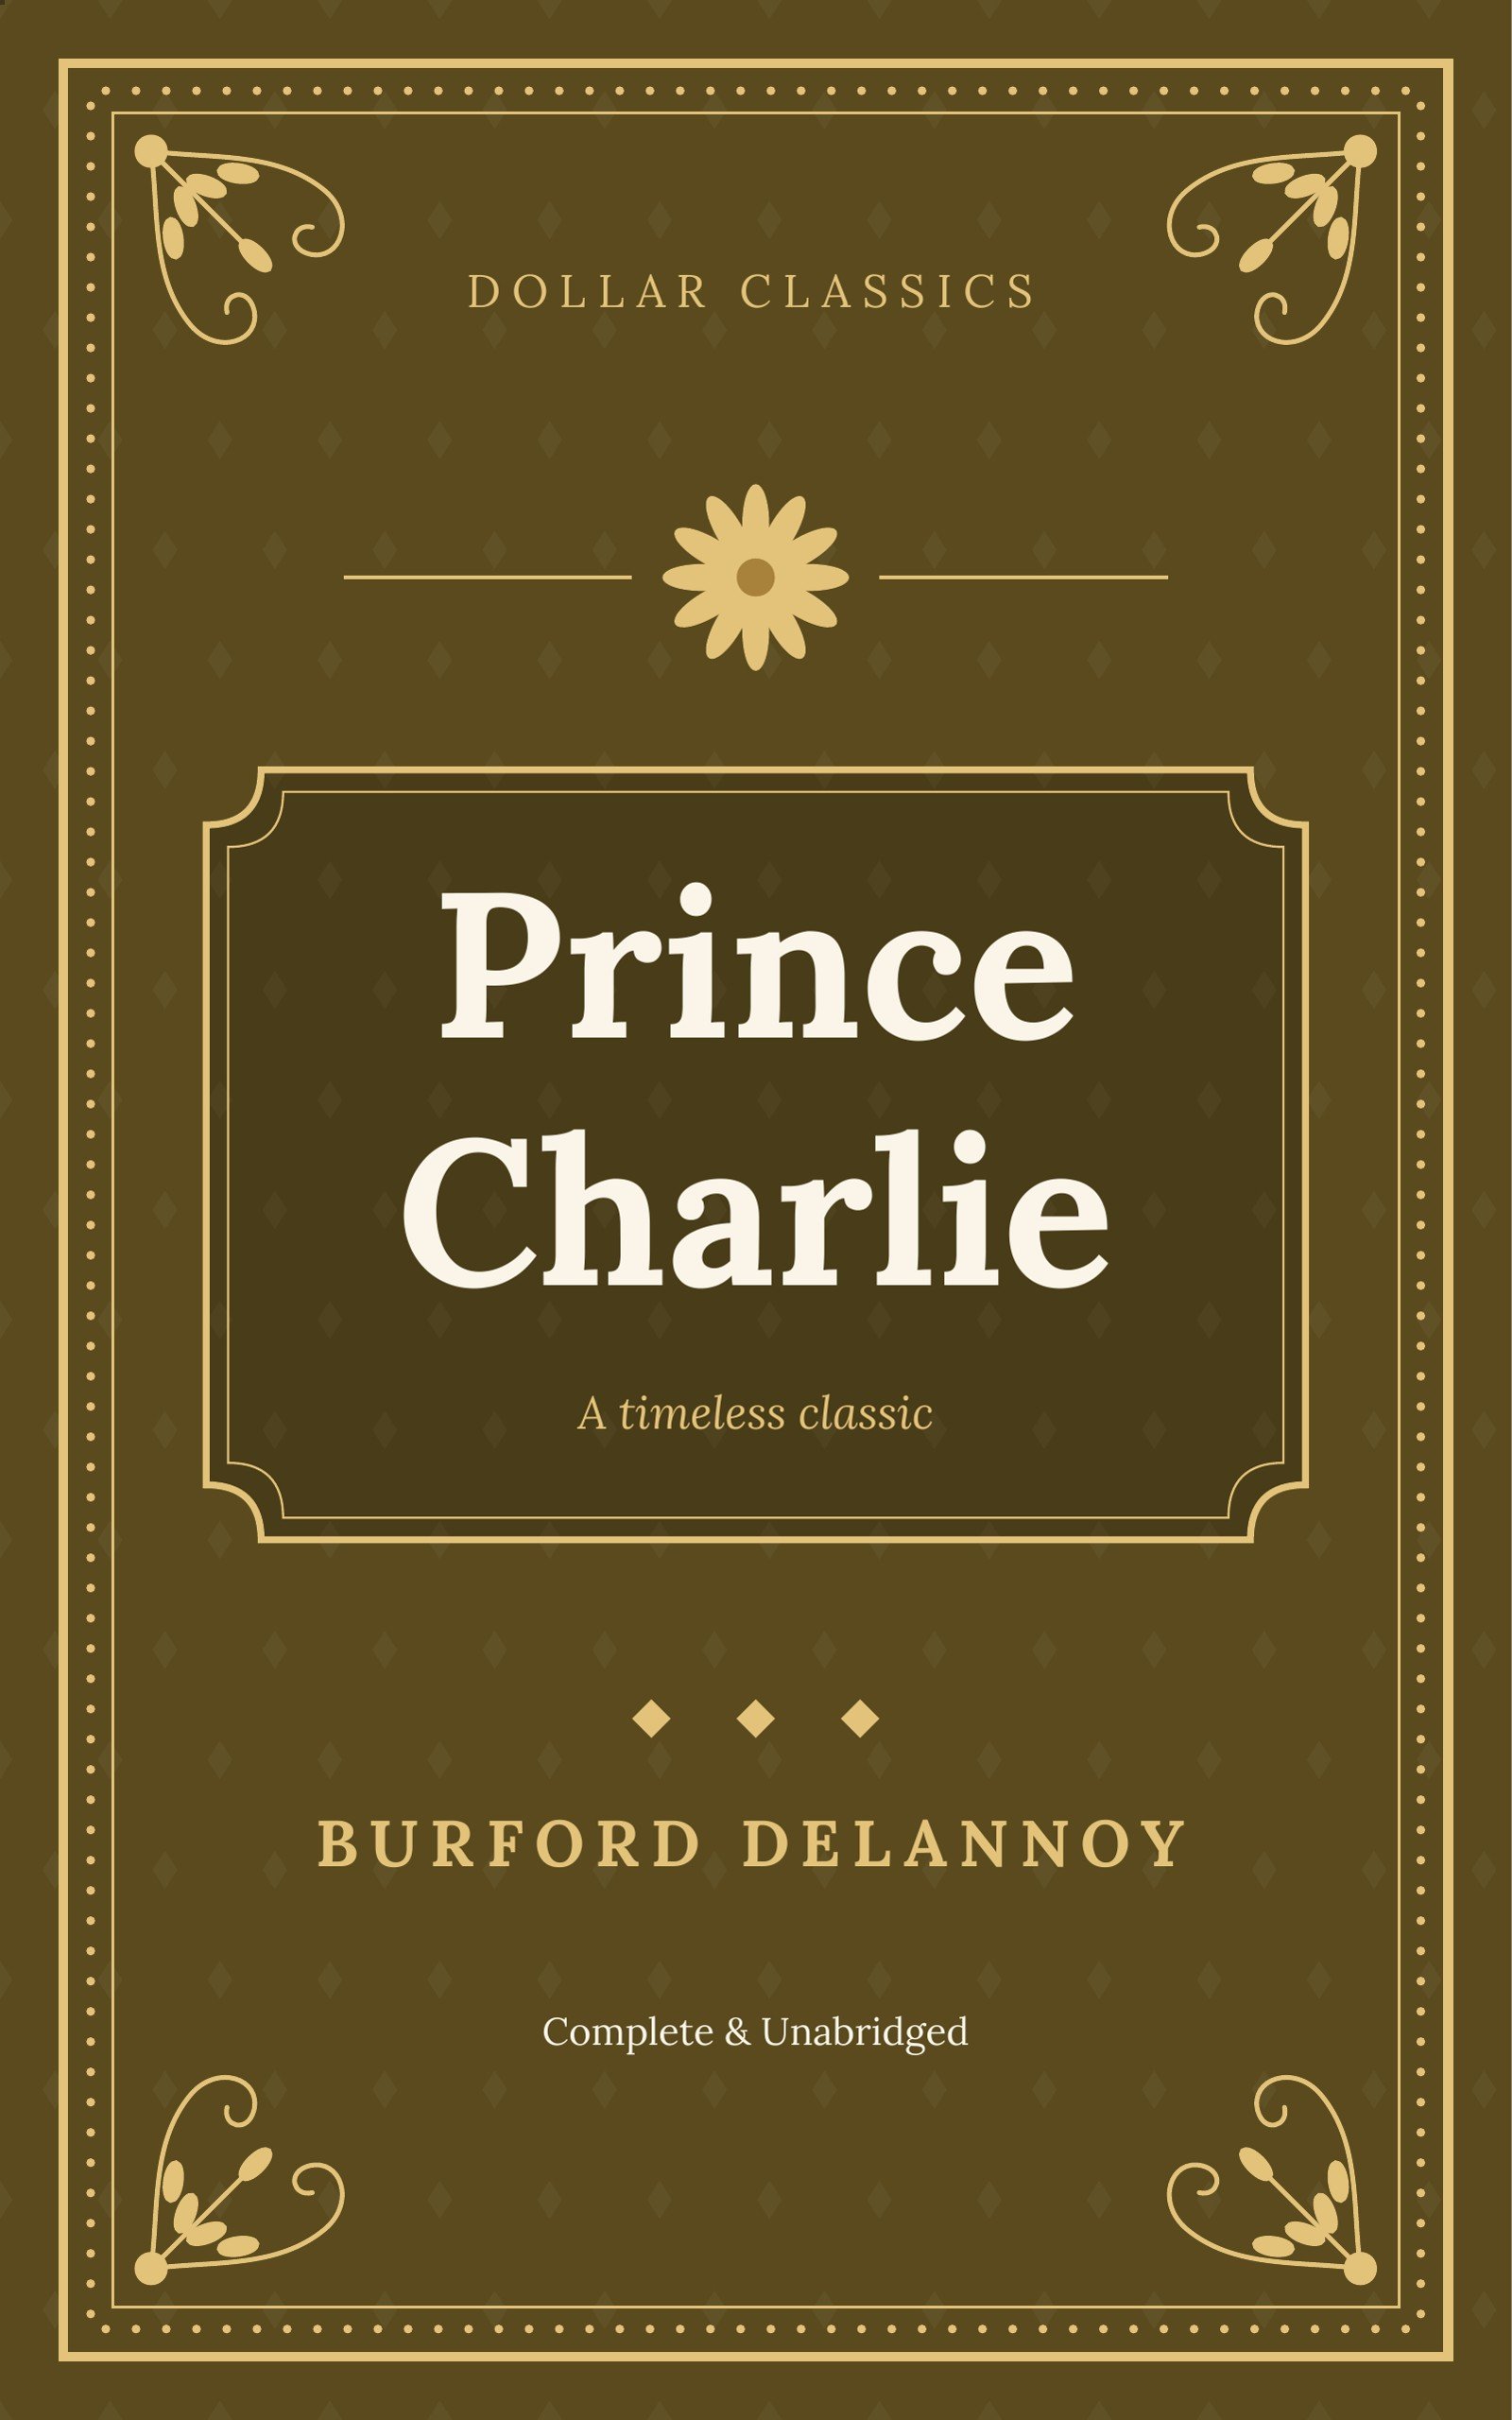 DOLLAR CLASSICS
Prince
Charlie
A timeless classic
BURFORD DELANNOY
Complete & Unabridged